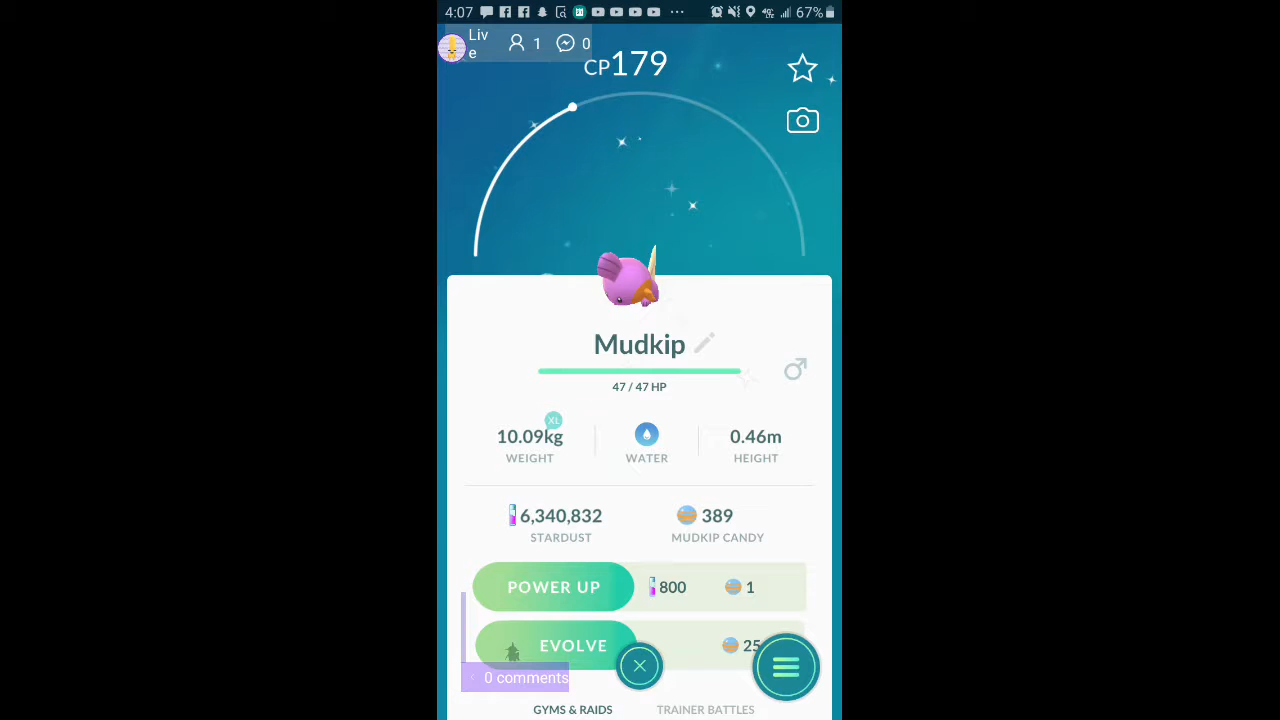 4:07
67%
Liv
e
1
0
CP179
Mudkip
47 / 47 HP
XL
10.09kg
WEIGHT
WATER
0.46m
HEIGHT
6,340,832
STARDUST
389
MUDKIP CANDY
POWER UP
800
1
EVOLVE
25
0 comments
GYMS & RAIDS
TRAINER BATTLES